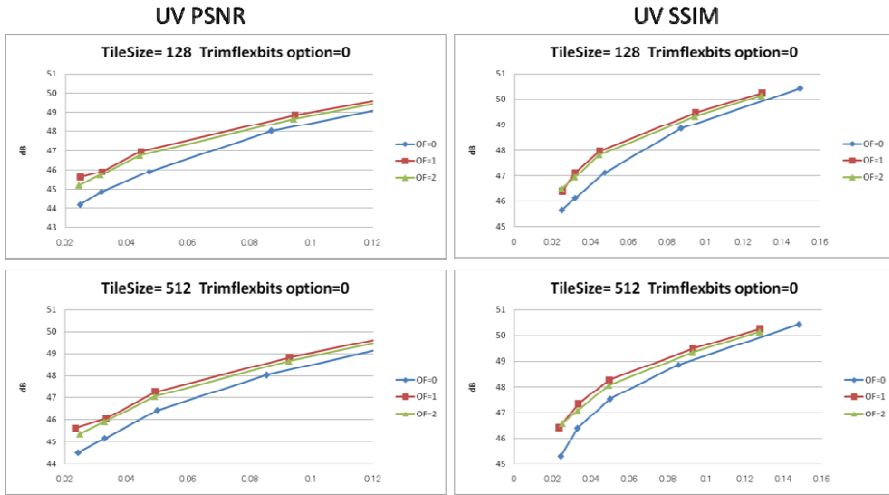 UV PSNR
UV SSIM
TileSize= 128 Trimflexbits option=0
51
50
49
48
47
46
45
44
43
dB
0.02 0.04 0.06 0.08 0.1 0.12
OF=0
OF=1
OF=2
TileSize= 128 Trimflexbits option=0
51
50
49
48
47
46
45
dB
0 0.02 0.04 0.06 0.08 0.1 0.12 0.14 0.16
OF=0
OF=1
OF=2
TileSize= 512 Trimflexbits option=0
51
50
49
48
47
46
45
44
dB
0.02 0.04 0.06 0.08 0.1 0.12
OF=0
OF=1
OF=2
TileSize= 512 Trimflexbits option=0
51
50
49
48
47
46
45
dB
0 0.02 0.04 0.06 0.08 0.1 0.12 0.14 0.16
OF=0
OF=1
OF=2